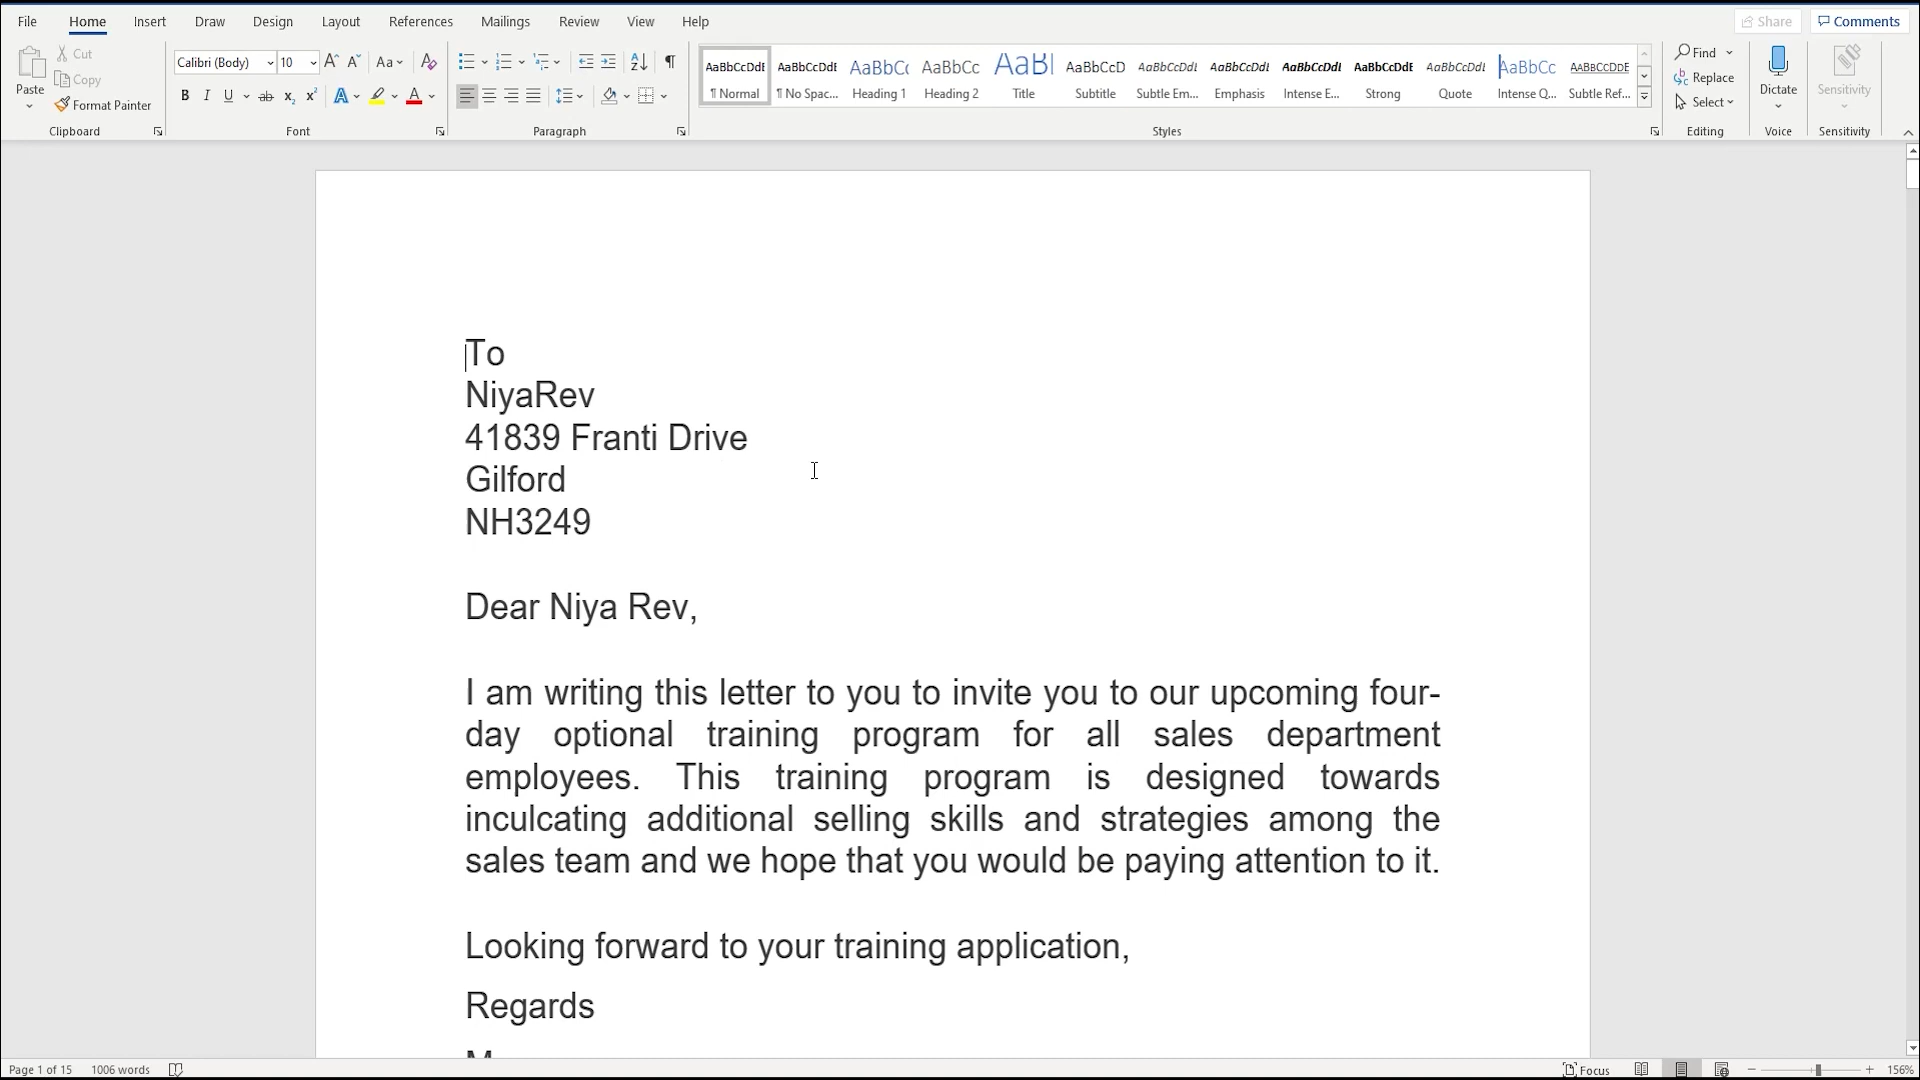 File Home Insert Draw Design Layout References Mailings Review View Help Share Comments
Paste Cut Copy Format Painter Clipboard
Calibri (Body) 10 Aa Font
Paragraph
AaBbCcDdE AaBbCcDdE AaBbC( AaBbCc AaBl AaBbCcD AaBbCcDdE AaBbCcDdE AaBbCcDdE AaBbCcDdE AaBbCcDdE AaBbCc AABBCCDDE
¶ Normal ¶ No Spac... Heading 1 Heading 2 Title Subtitle Subtle Em... Emphasis Intense E... Strong Quote Intense Q... Subtle Ref...
Styles
Find
Replace
Select
Editing
Dictate
Voice
Sensitivity
Sensitivity
To
NiyaRev
41839 Franti Drive
Gilford
NH3249
Dear Niya Rev,
I am writing this letter to you to invite you to our upcoming four-
day optional training program for all sales department
employees. This training program is designed towards
inculcating additional selling skills and strategies among the
sales team and we hope that you would be paying attention to it.
Looking forward to your training application,
Regards
Page 1 of 15 1006 words Focus 156%